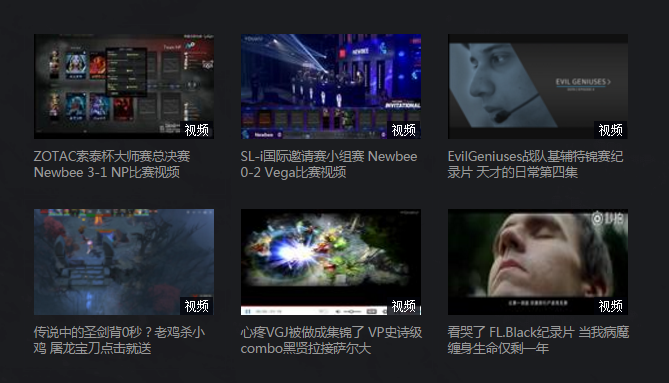 EVIL GENIUSES
NEWBEE
INVITATIONAL
Newbee 0
视频
视频
视频
ZOTAC索泰杯大师赛总决赛
Newbee 3-1 NP比赛视频
SL-i国际邀请赛小组赛 Newbee
0-2 Vega比赛视频
EvilGeniuses战队基辅特锦赛纪
录片 天才的日常第四集
秒拍
视频
视频
视频
传说中的圣剑背0秒？老鸡杀小
鸡 屠龙宝刀点击就送
心疼VGJ被做成集锦了 VP史诗级
combo黑贤拉接萨尔大
看哭了 FL.Black纪录片 当我病魔
缠身生命仅剩一年